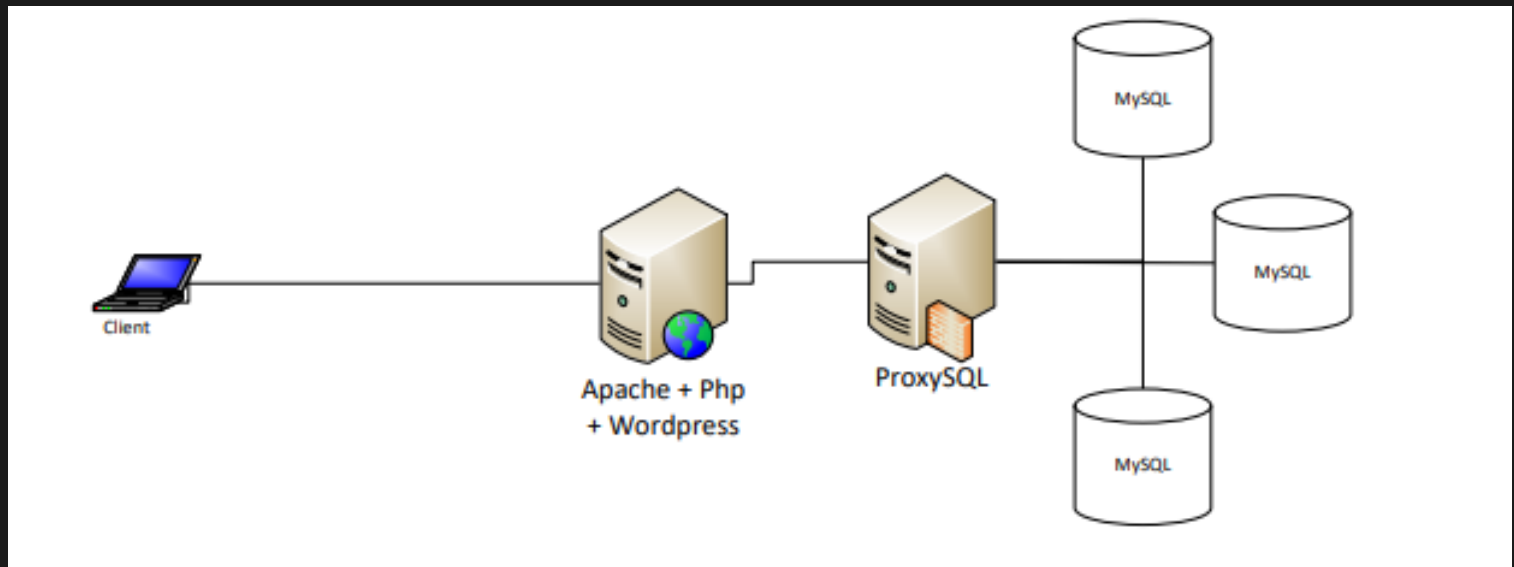 MySQL
MySQL
Client
ProxySQL
Apache + Php
+ Wordpress
MySQL